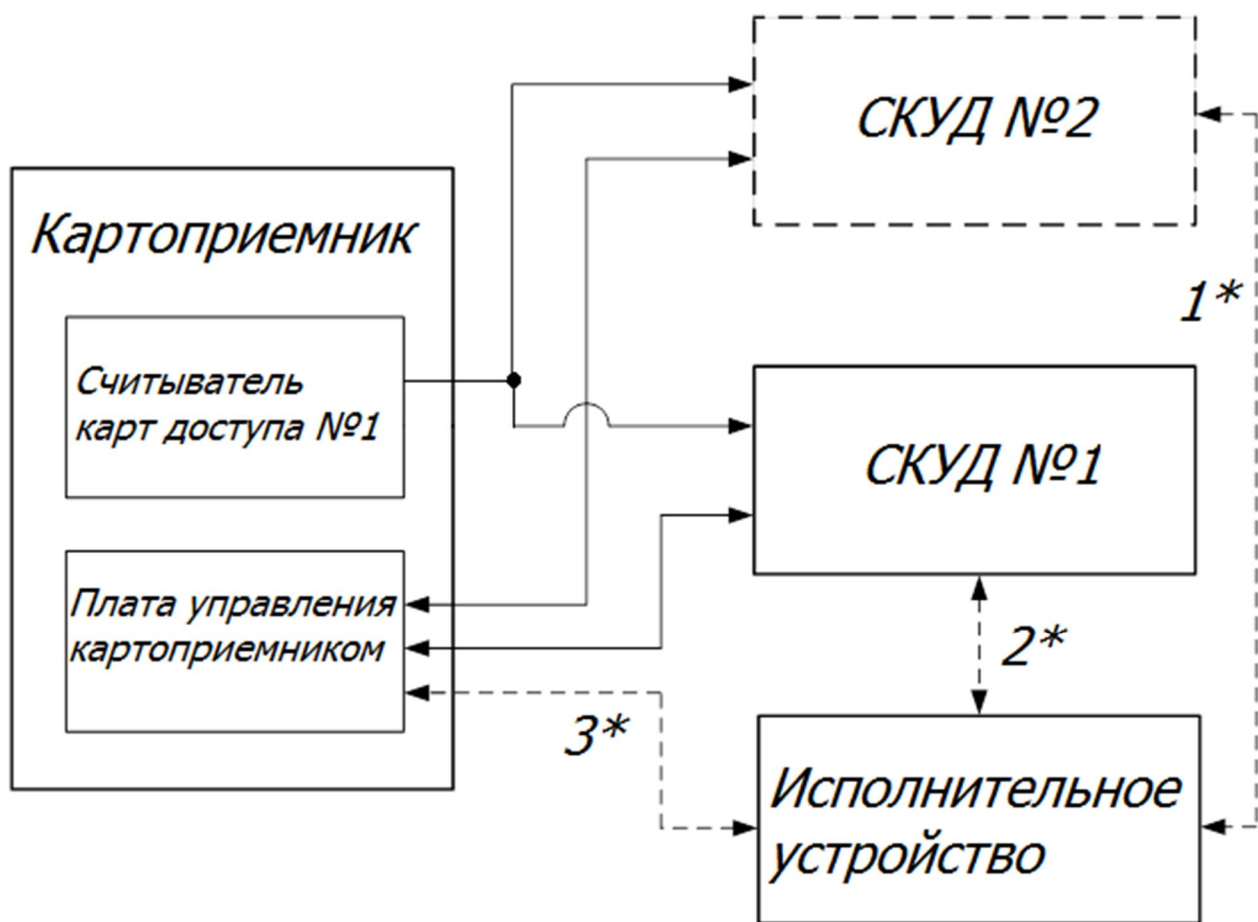 СКУД №2
Картоприемник
1*
Считыватель
карт доступа №1
СКУД №1
Плата управления
картоприемником
2*
3*
Исполнительное
устройство